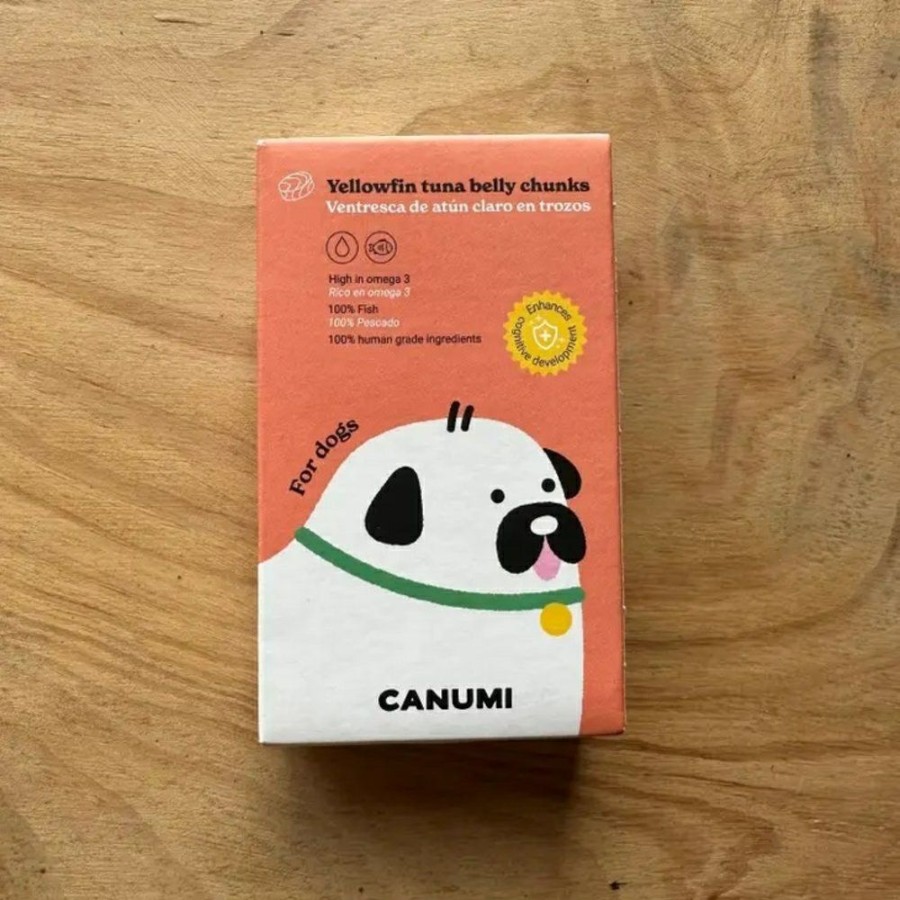 Yellowfin tuna belly chunks
Ventresca de atún claro en trozos
High in omega 3
Rico en omega 3
100% Fish
100% Pescado
100% human grade ingredients
Enhances
cognitive development
For dogs
CANUMI